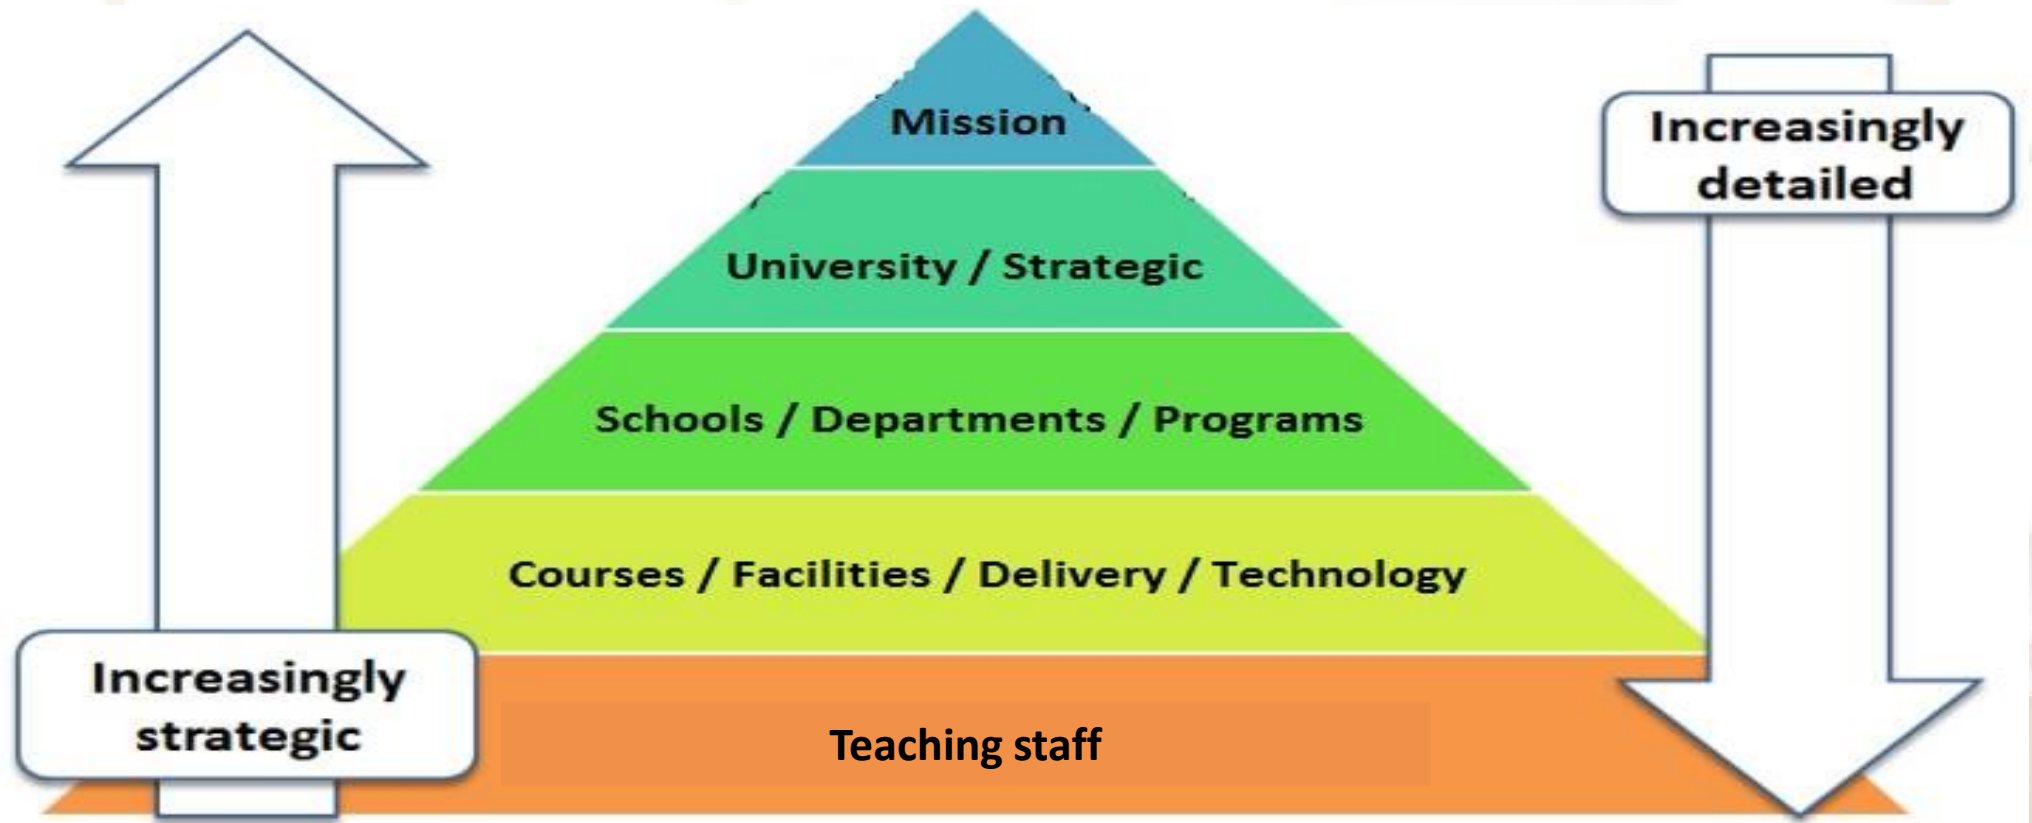 Mission
Increasingly
detailed
University / Strategic
Schools / Departments / Programs
Courses / Facilities / Delivery / Technology
Increasingly
strategic
Teaching staff